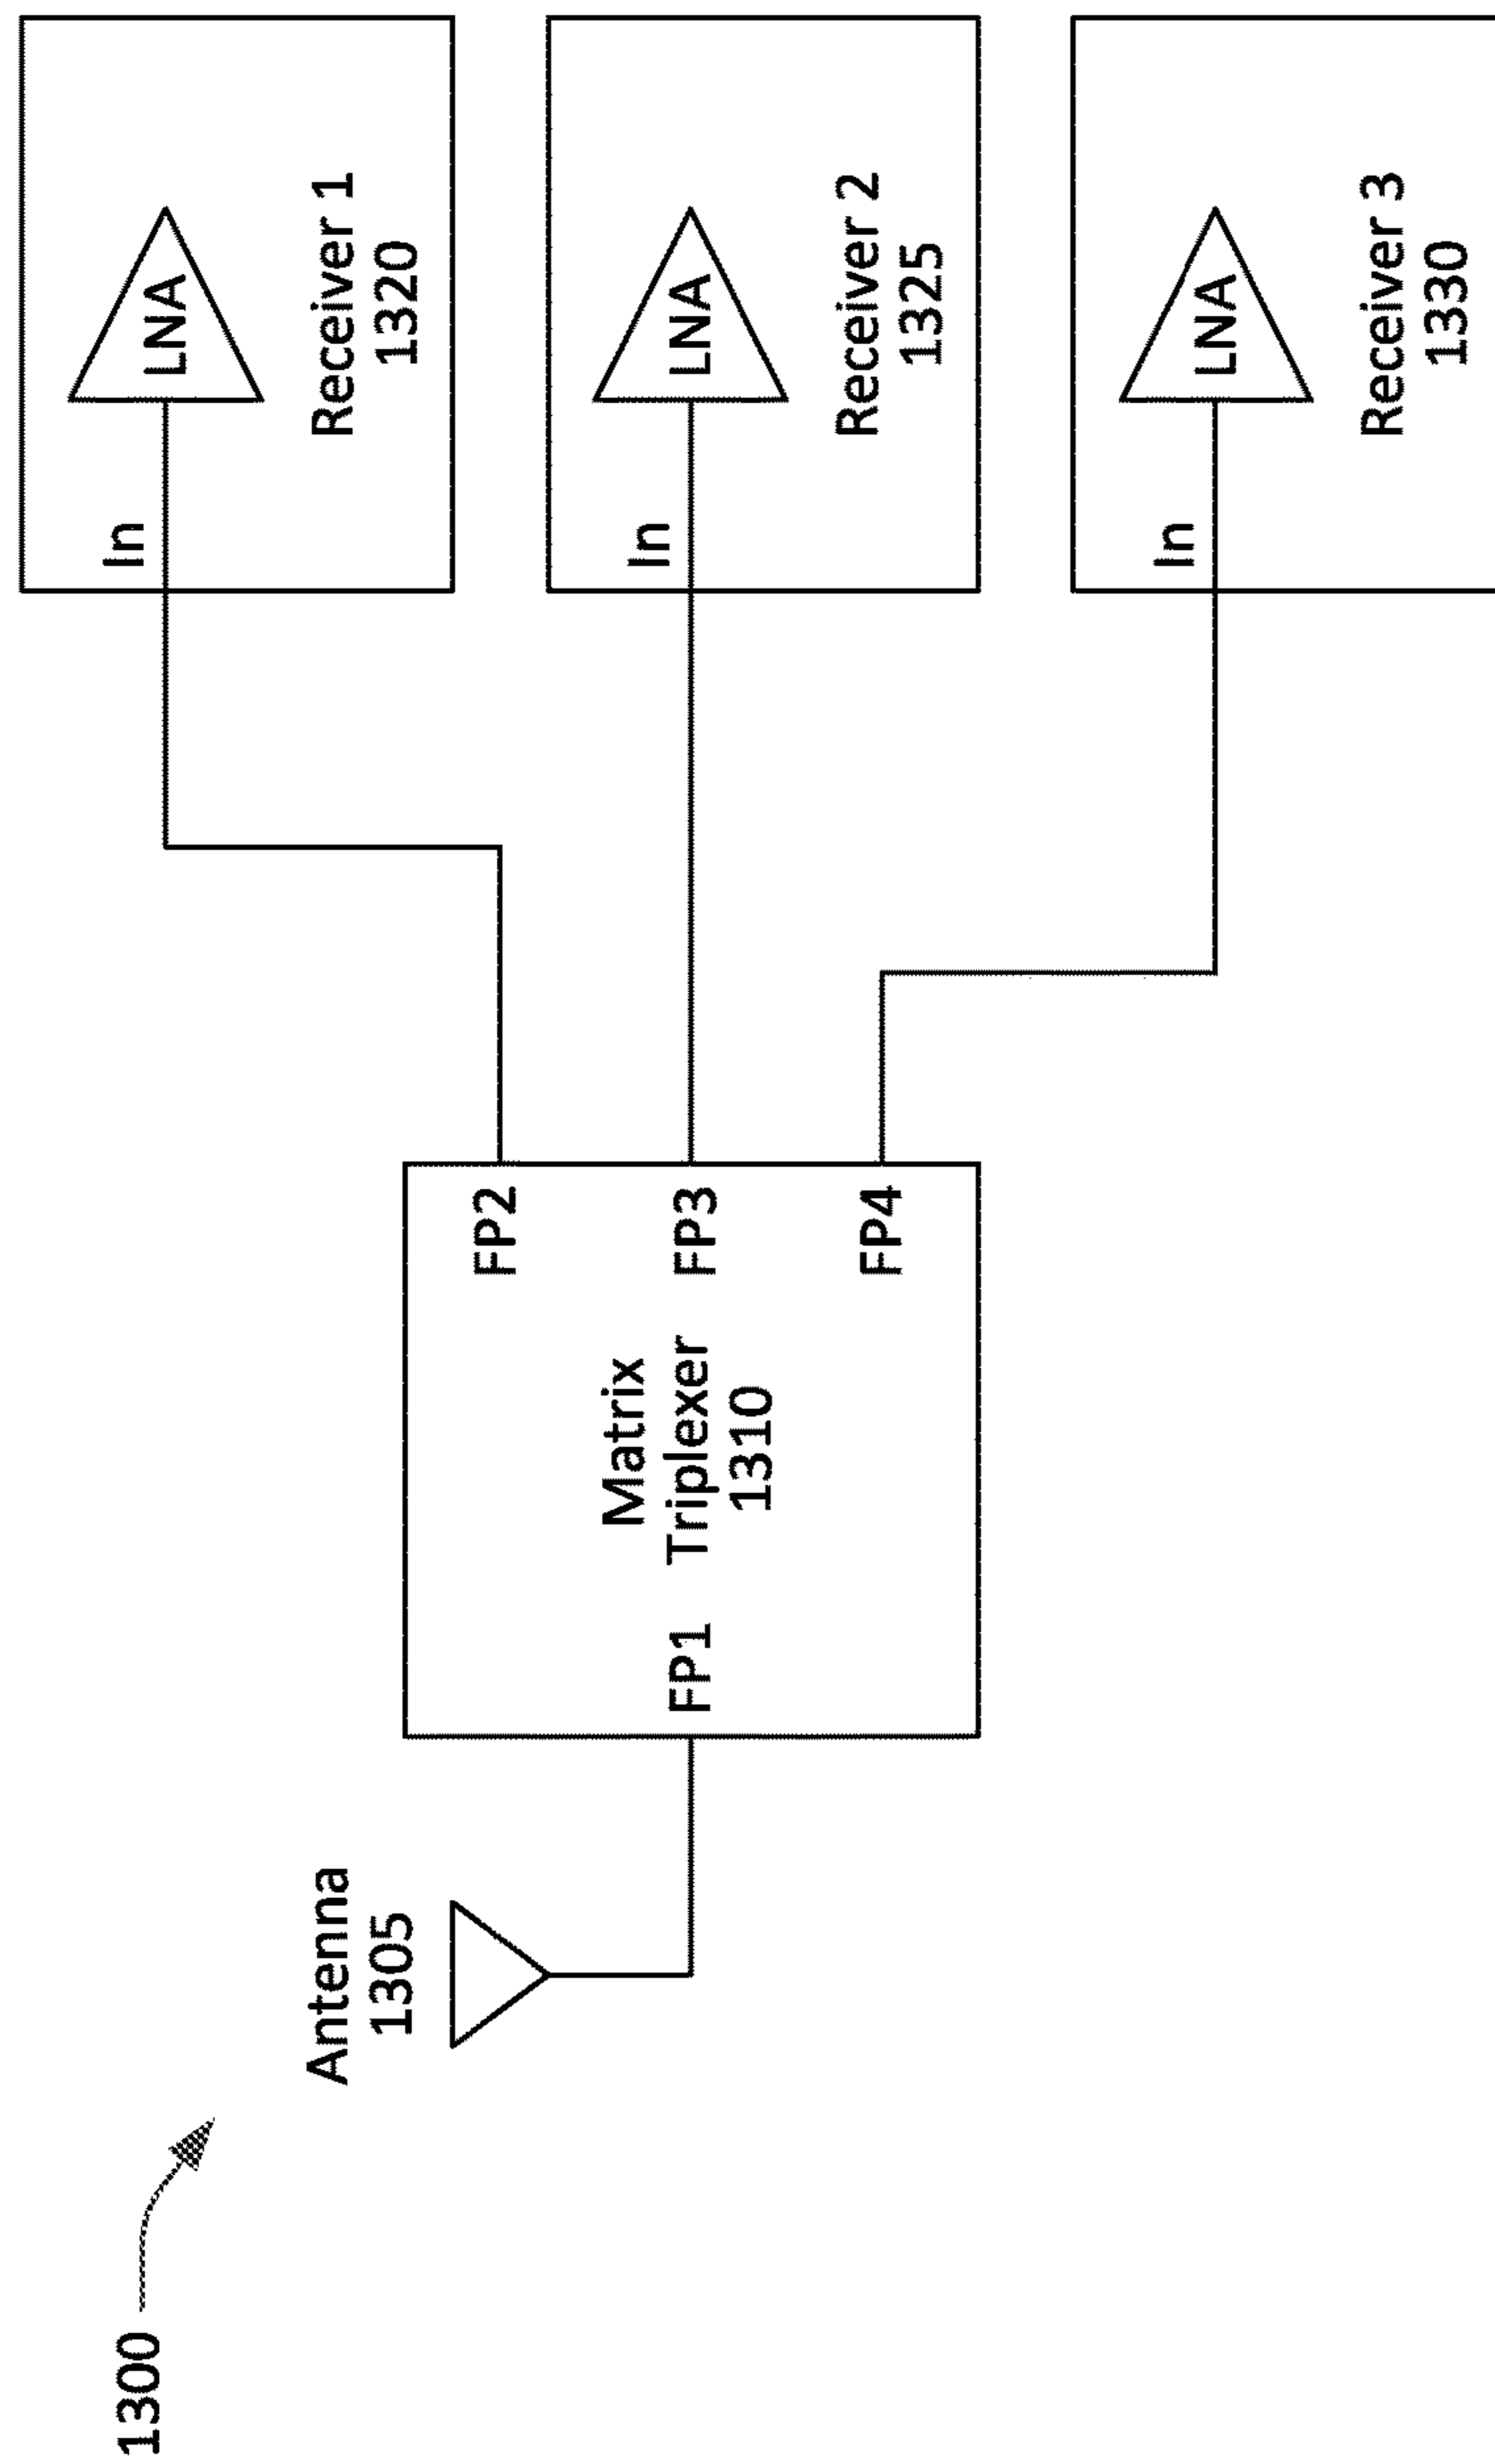 1300
Antenna
1305
FP1
Matrix
Triplexer
1310
FP2
FP3
FP4
In
LNA
Receiver 1
1320
In
LNA
Receiver 2
1325
In
LNA
Receiver 3
1330